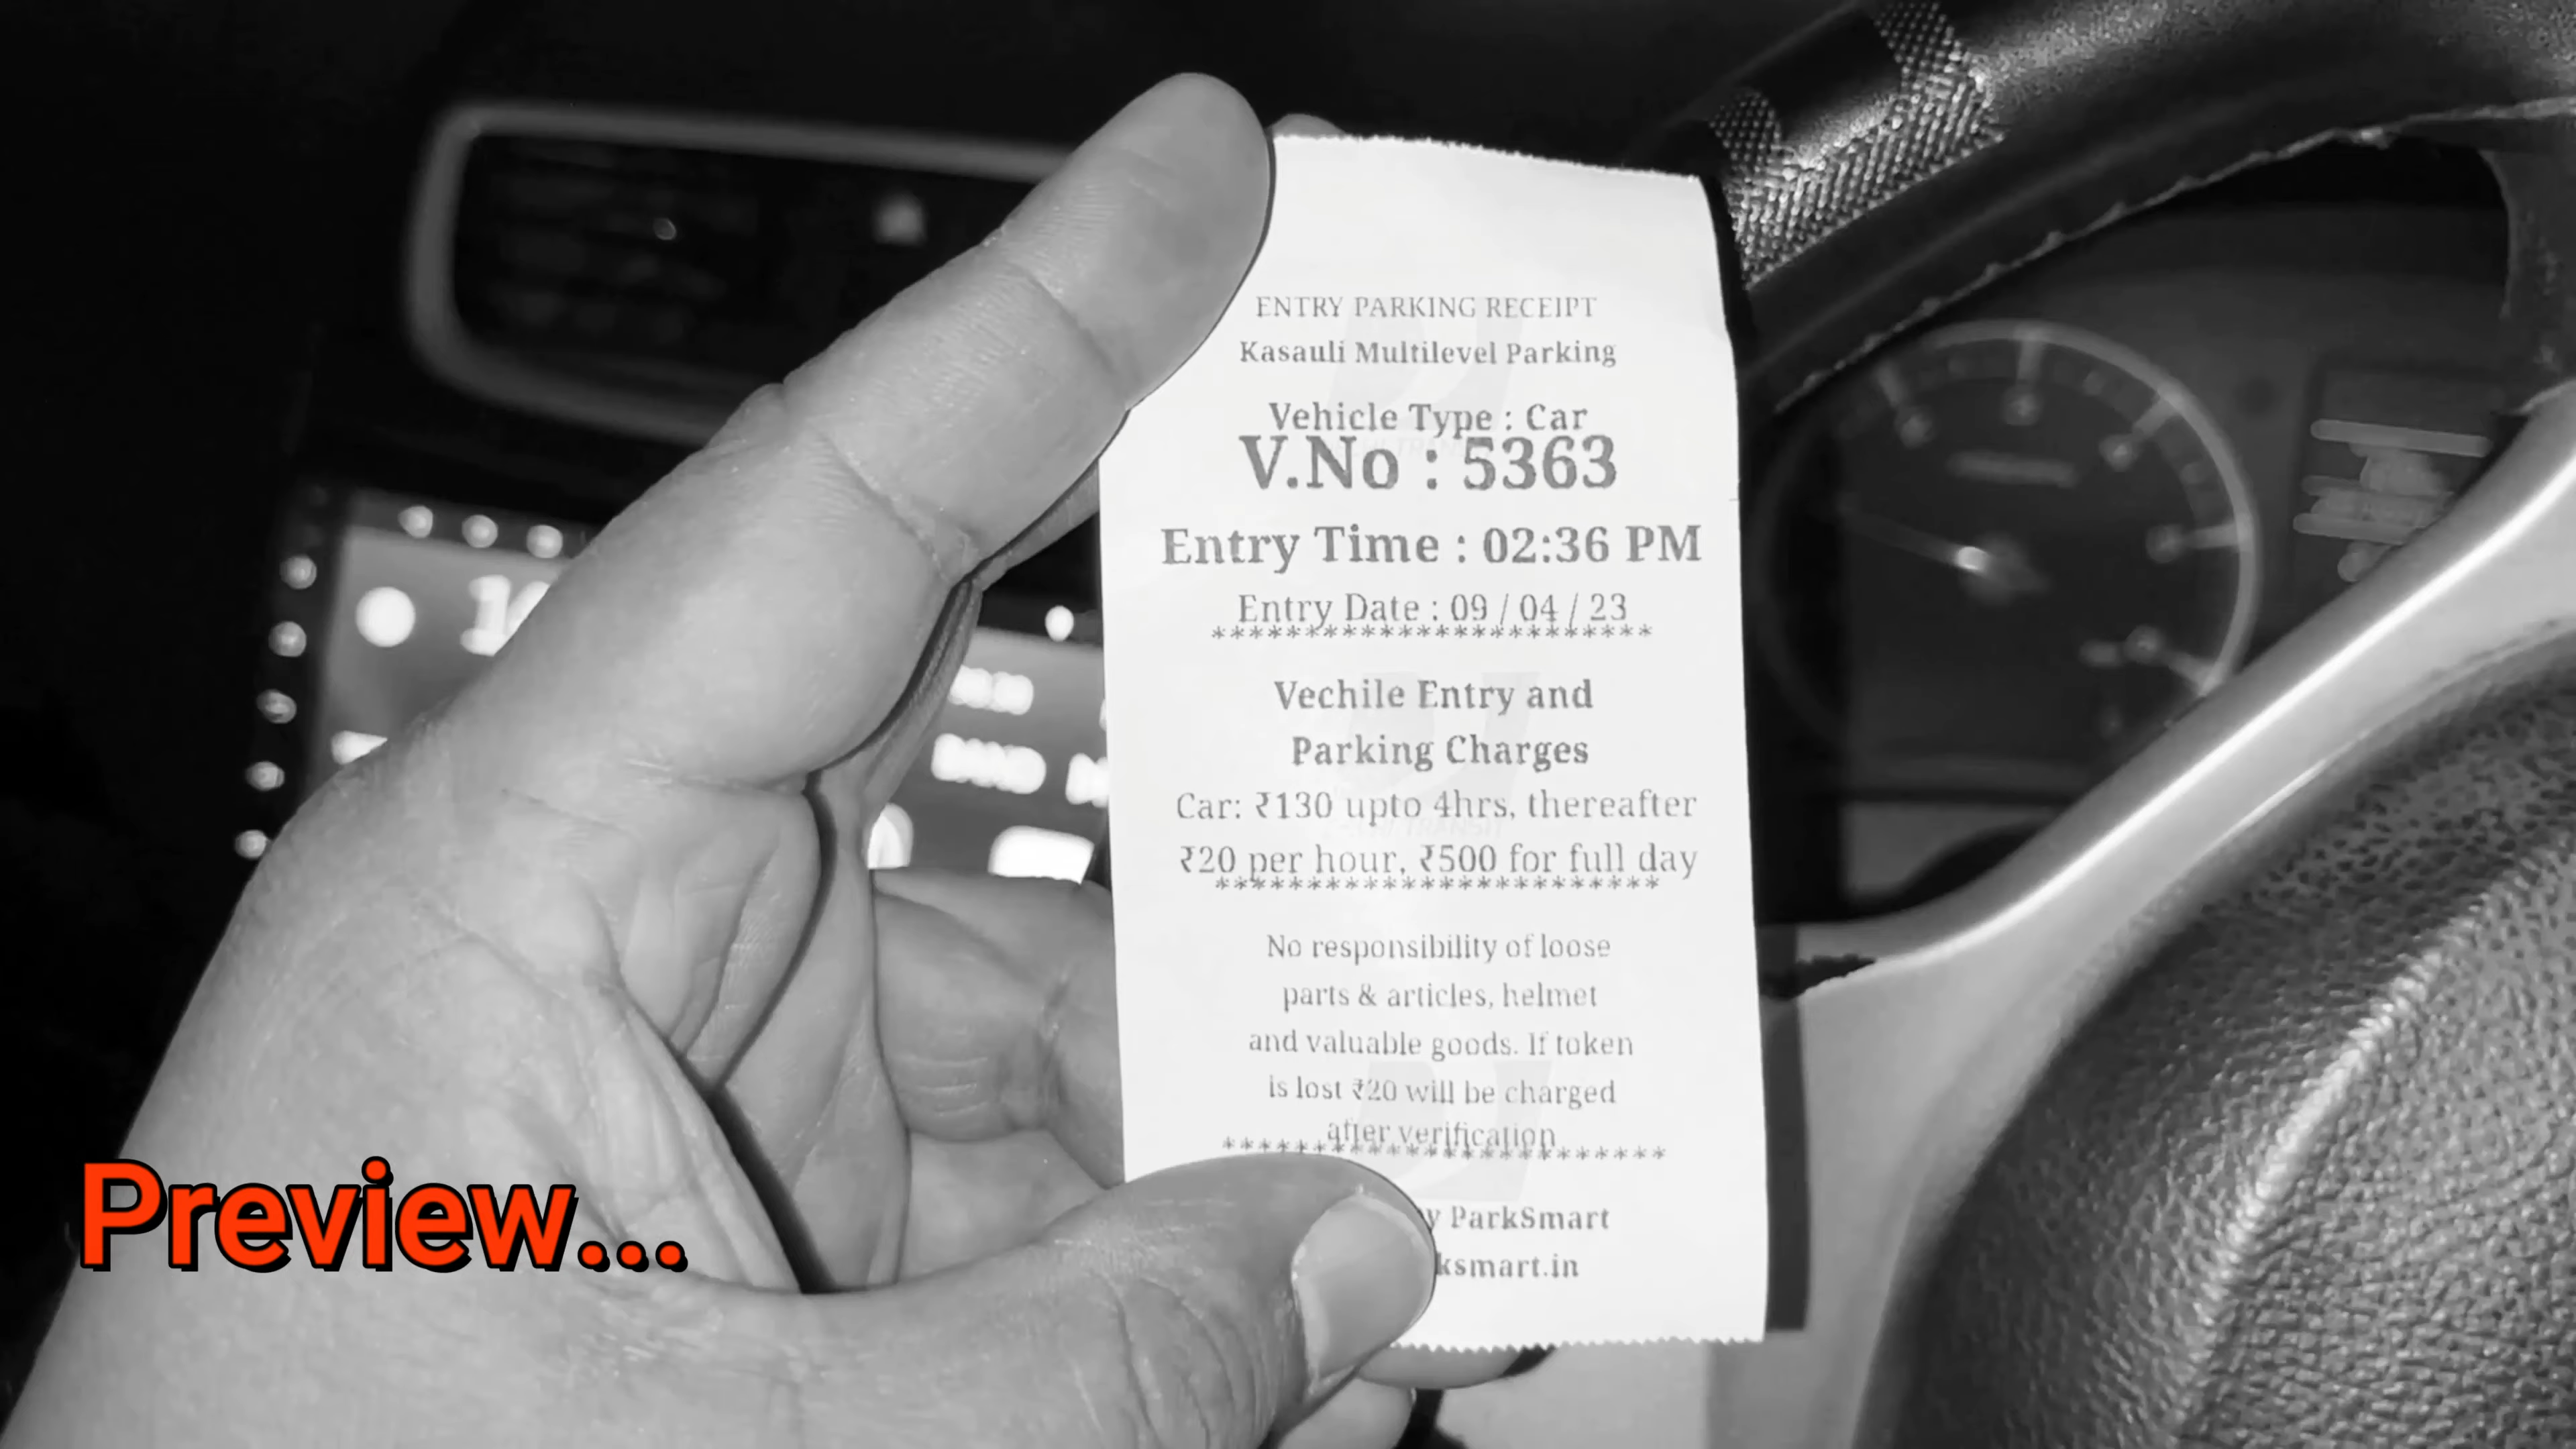 ENTRY PARKING RECEIPT
Kasauli Multilevel Parking
Vehicle Type : Car
V.No : 5363
Entry Time : 02:36 PM
Entry Date : 09 / 04 / 23
************************
Vechile Entry and
Parking Charges
Car: ₹130 upto 4hrs, thereafter
₹20 per hour, ₹500 for full day
************************
No responsibility of loose
parts & articles, helmet
and valuable goods. If token
is lost ₹20 will be charged
after verification
************************
ParkSmart
ksmart.in
Preview...